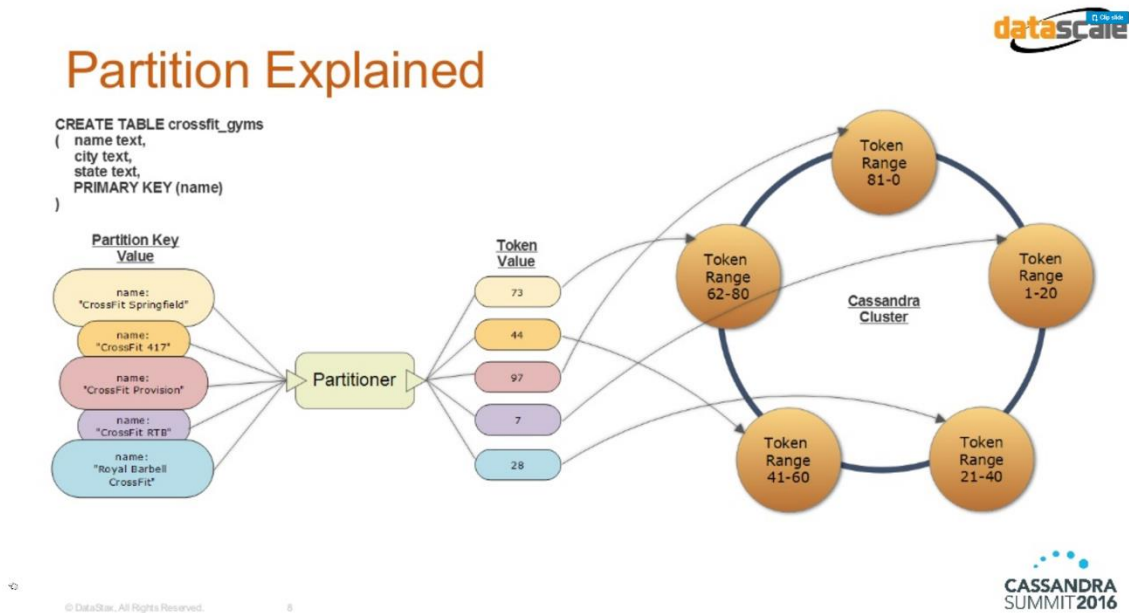 Clip slide
datascale
Partition Explained
CREATE TABLE crossfit_gyms
( name text,
city text,
state text,
PRIMARY KEY (name)
)
Partition Key
Value
name:
"CrossFit Springfield"
name:
"CrossFit 417"
name:
"CrossFit Provision"
name:
"CrossFit RTB"
name:
"Royal Barbell
CrossFit"
Partitioner
Token
Value
73
44
97
7
28
Token
Range
81-0
Token
Range
62-80
Token
Range
1-20
Cassandra
Cluster
Token
Range
41-60
Token
Range
21-40
© DataStax, All Rights Reserved.
8
CASSANDRA
SUMMIT2016